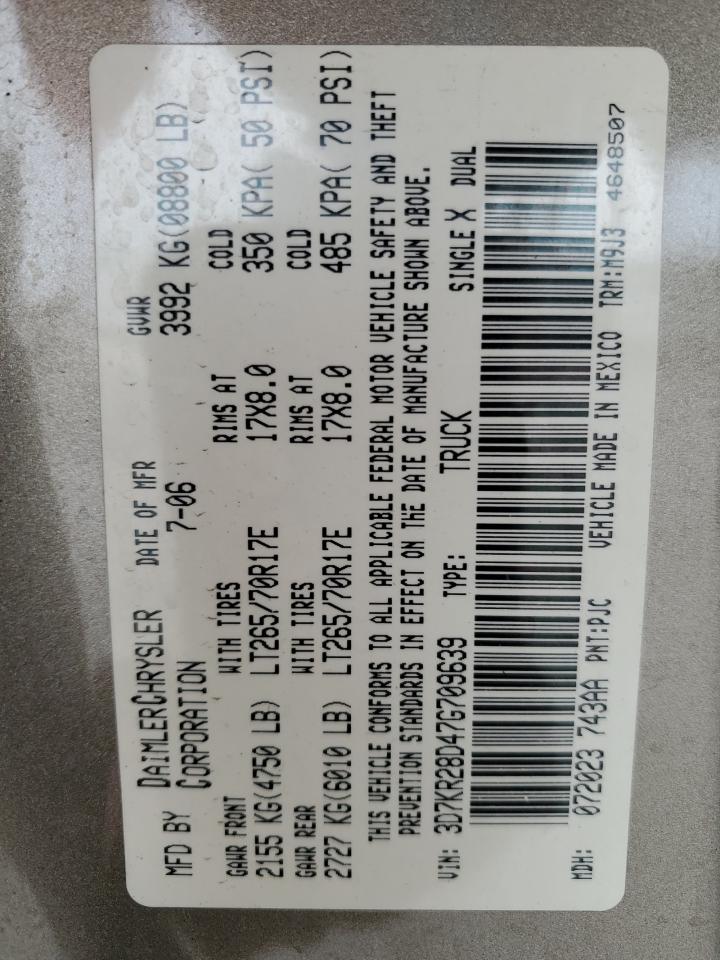 MFD BY DAIMLERCHRYSLER CORPORATION DATE OF MFR 7-06 GVWR 3992 KG(08800 LB)
GAWR FRONT WITH TIRES RIMS AT COLD
2155 KG(4750 LB) LT265/70R17E 17X8.0 350 KPA( 50 PSI)
GAWR REAR WITH TIRES RIMS AT COLD
2727 KG(6010 LB) LT265/70R17E 17X8.0 485 KPA( 70 PSI)
THIS VEHICLE CONFORMS TO ALL APPLICABLE FEDERAL MOTOR VEHICLE SAFETY AND THEFT
PREVENTION STANDARDS IN EFFECT ON THE DATE OF MANUFACTURE SHOWN ABOVE.
VIN: 3D7KR28D47G709639 TYPE: TRUCK SINGLE X DUAL
MDH: 072023 743AA PNT:PJC VEHICLE MADE IN MEXICO TRM:M9J3 4648507